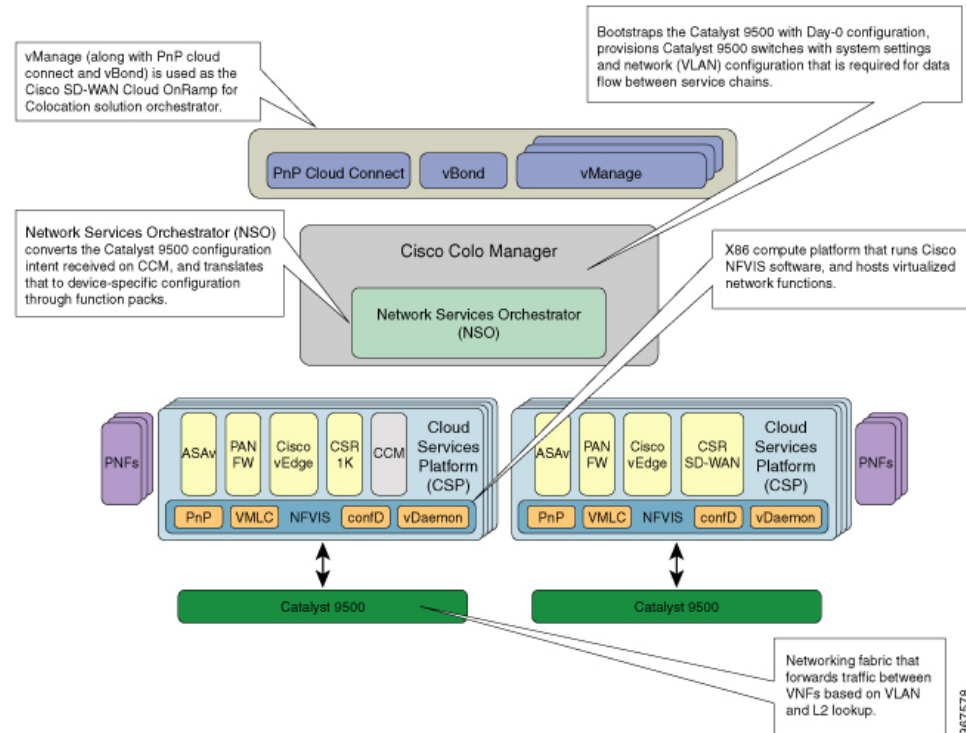 vManage (along with PnP cloud
connect and vBond) is used as the
Cisco SD-WAN Cloud OnRamp for
Colocation solution orchestrator.
Bootstraps the Catalyst 9500 with Day-0 configuration,
provisions Catalyst 9500 switches with system settings
and network (VLAN) configuration that is required for data
flow between service chains.
PnP Cloud Connect
vBond
vManage
Network Services Orchestrator (NSO)
converts the Catalyst 9500 configuration
intent received on CCM, and translates
that to device-specific configuration
through function packs.
Cisco Colo Manager
Network Services Orchestrator
(NSO)
X86 compute platform that runs Cisco
NFVIS software, and hosts virtualized
network functions.
PNFs
ASAv
PAN
FW
Cisco
vEdge
CSR
1K
CCM
Cloud
Services
Platform
(CSP)
PnP
VMLC
NFVIS
confD
vDaemon
ASAv
PAN
FW
Cisco
vEdge
CSR
SD-WAN
Cloud
Services
Platform
(CSP)
PnP
VMLC
NFVIS
confD
vDaemon
PNFs
Catalyst 9500
Catalyst 9500
Networking fabric that
forwards traffic between
VNFs based on VLAN
and L2 lookup.
367579